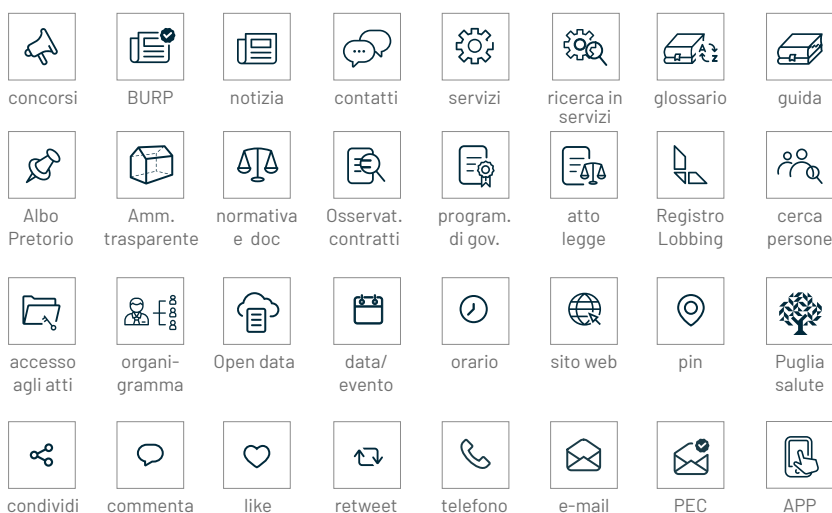 concorsi
BURP
notizia
contatti
servizi
ricerca in
servizi
glossario
A
Z
guida
Albo
Pretorio
Amm.
trasparente
normativa
e doc
Osservat.
contratti
program.
di gov.
atto
legge
Registro
Lobbing
cerca
persone
accesso
agli atti
organi-
gramma
Open data
data/
evento
orario
sito web
pin
Puglia
salute
condividi
commenta
like
retweet
telefono
e-mail
PEC
APP